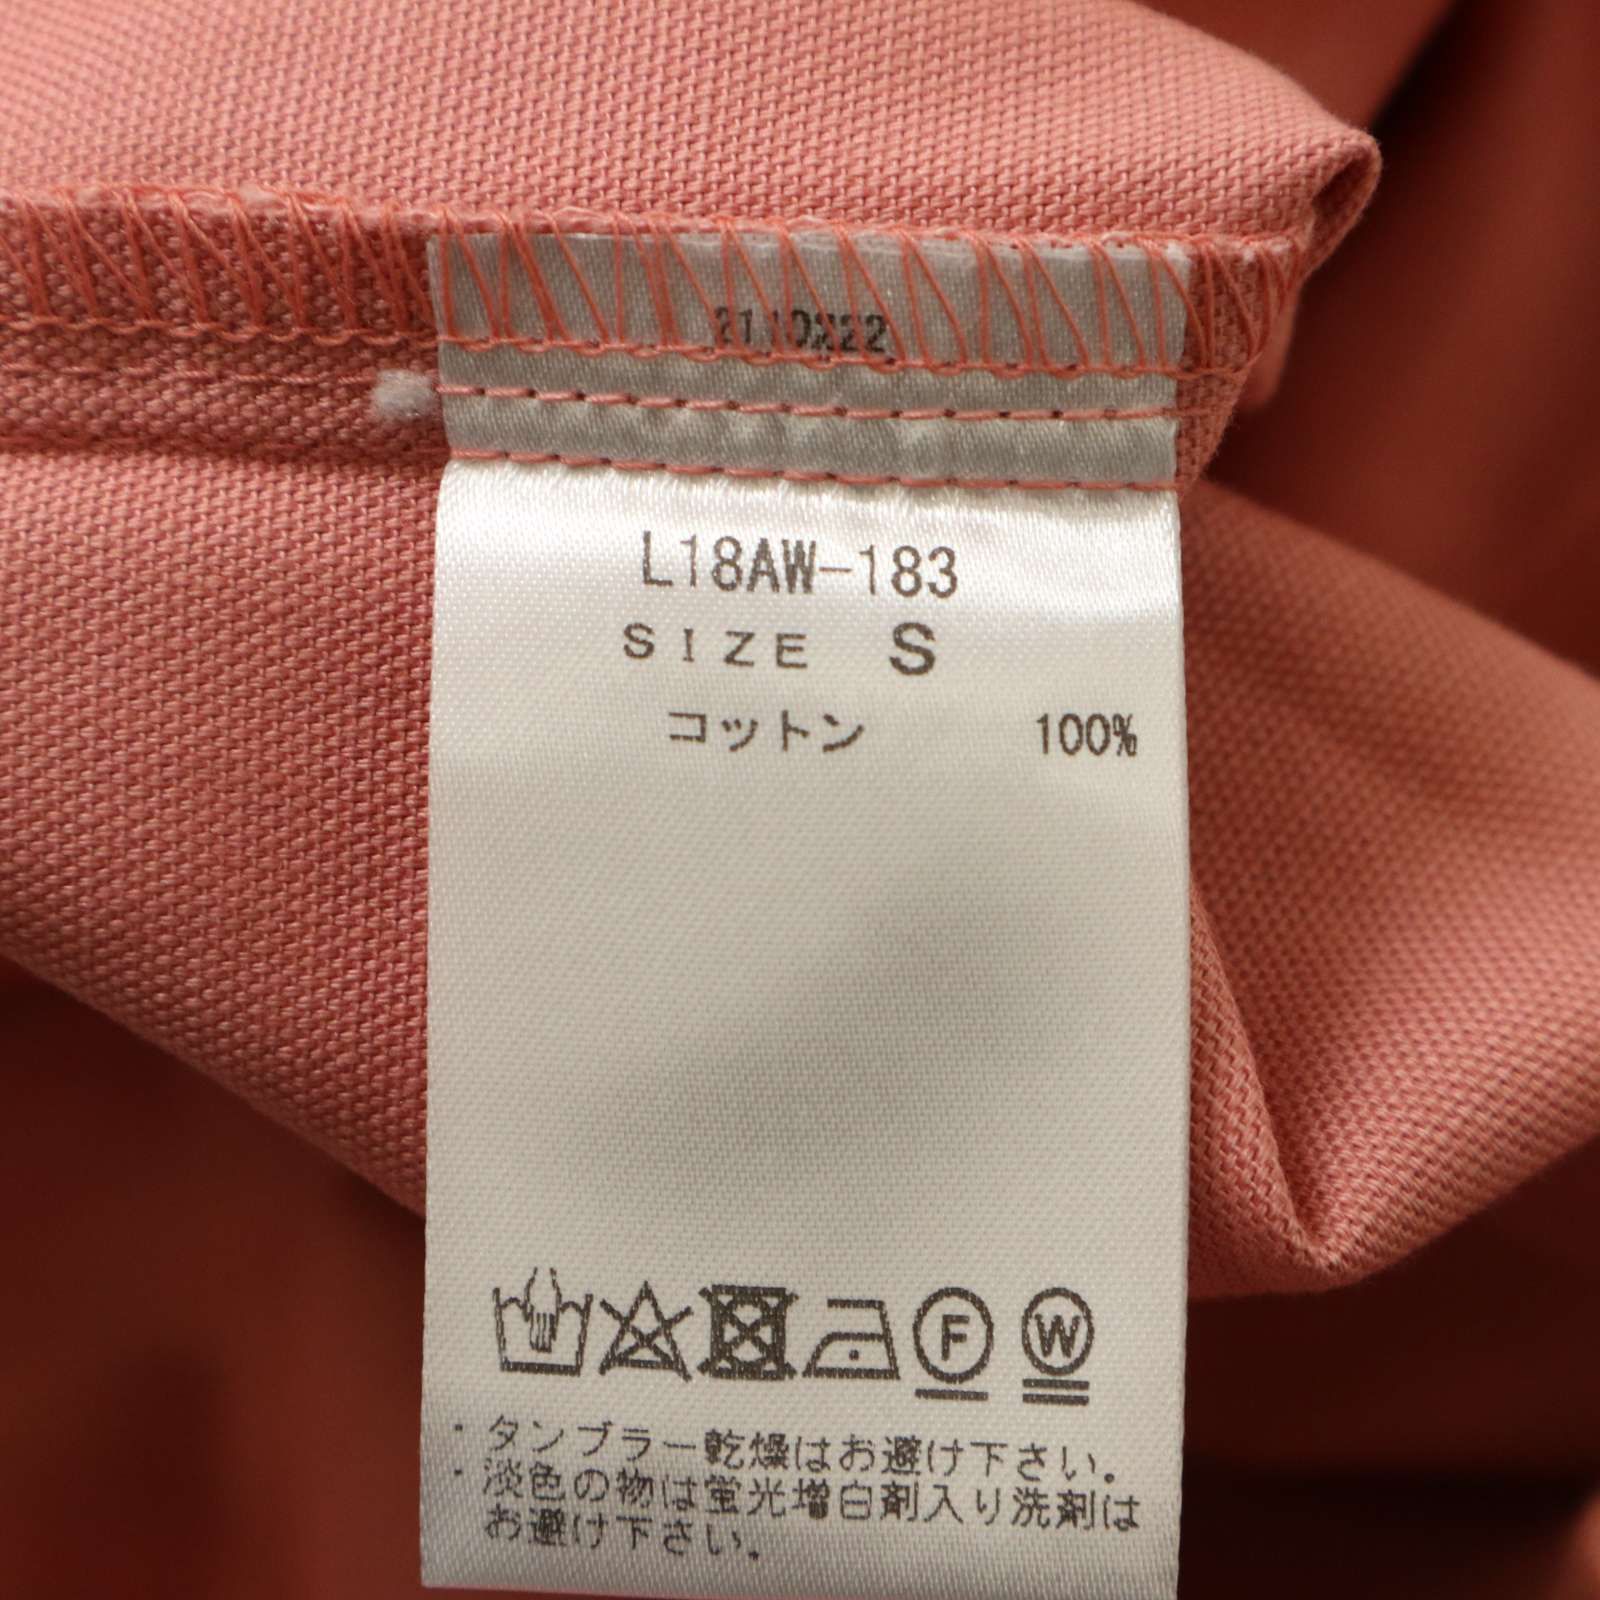 L18AW-183
SIZE S
コットン 100%
F W
・タンブラー乾燥はお避け下さい。
・淡色の物は蛍光増白剤入り洗剤は
お避け下さい。